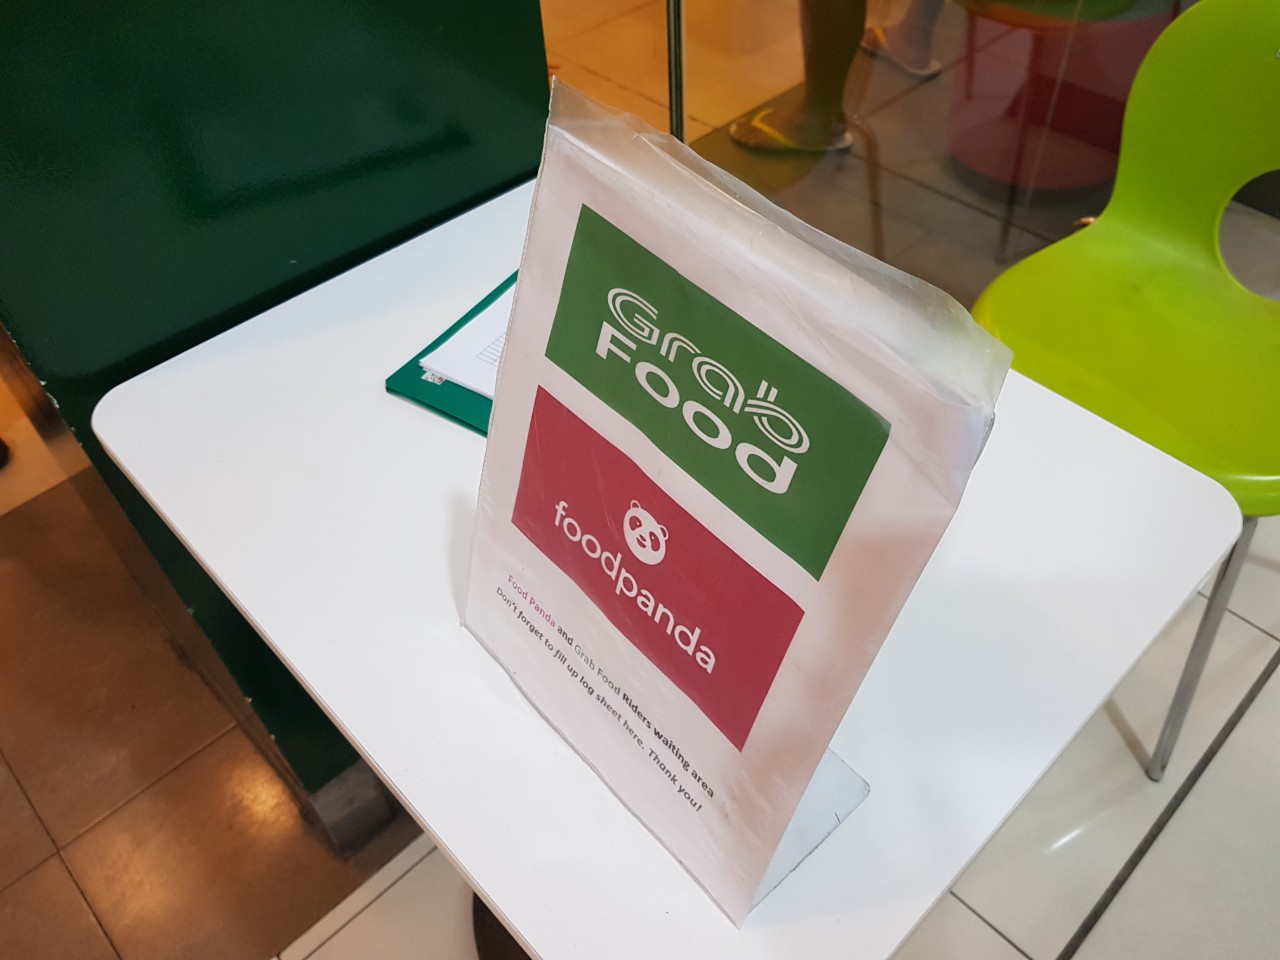 Grab
Food
foodpanda
Food Panda and Grab Food Riders waiting area
Don't forget to fill up log sheet here. Thank you!